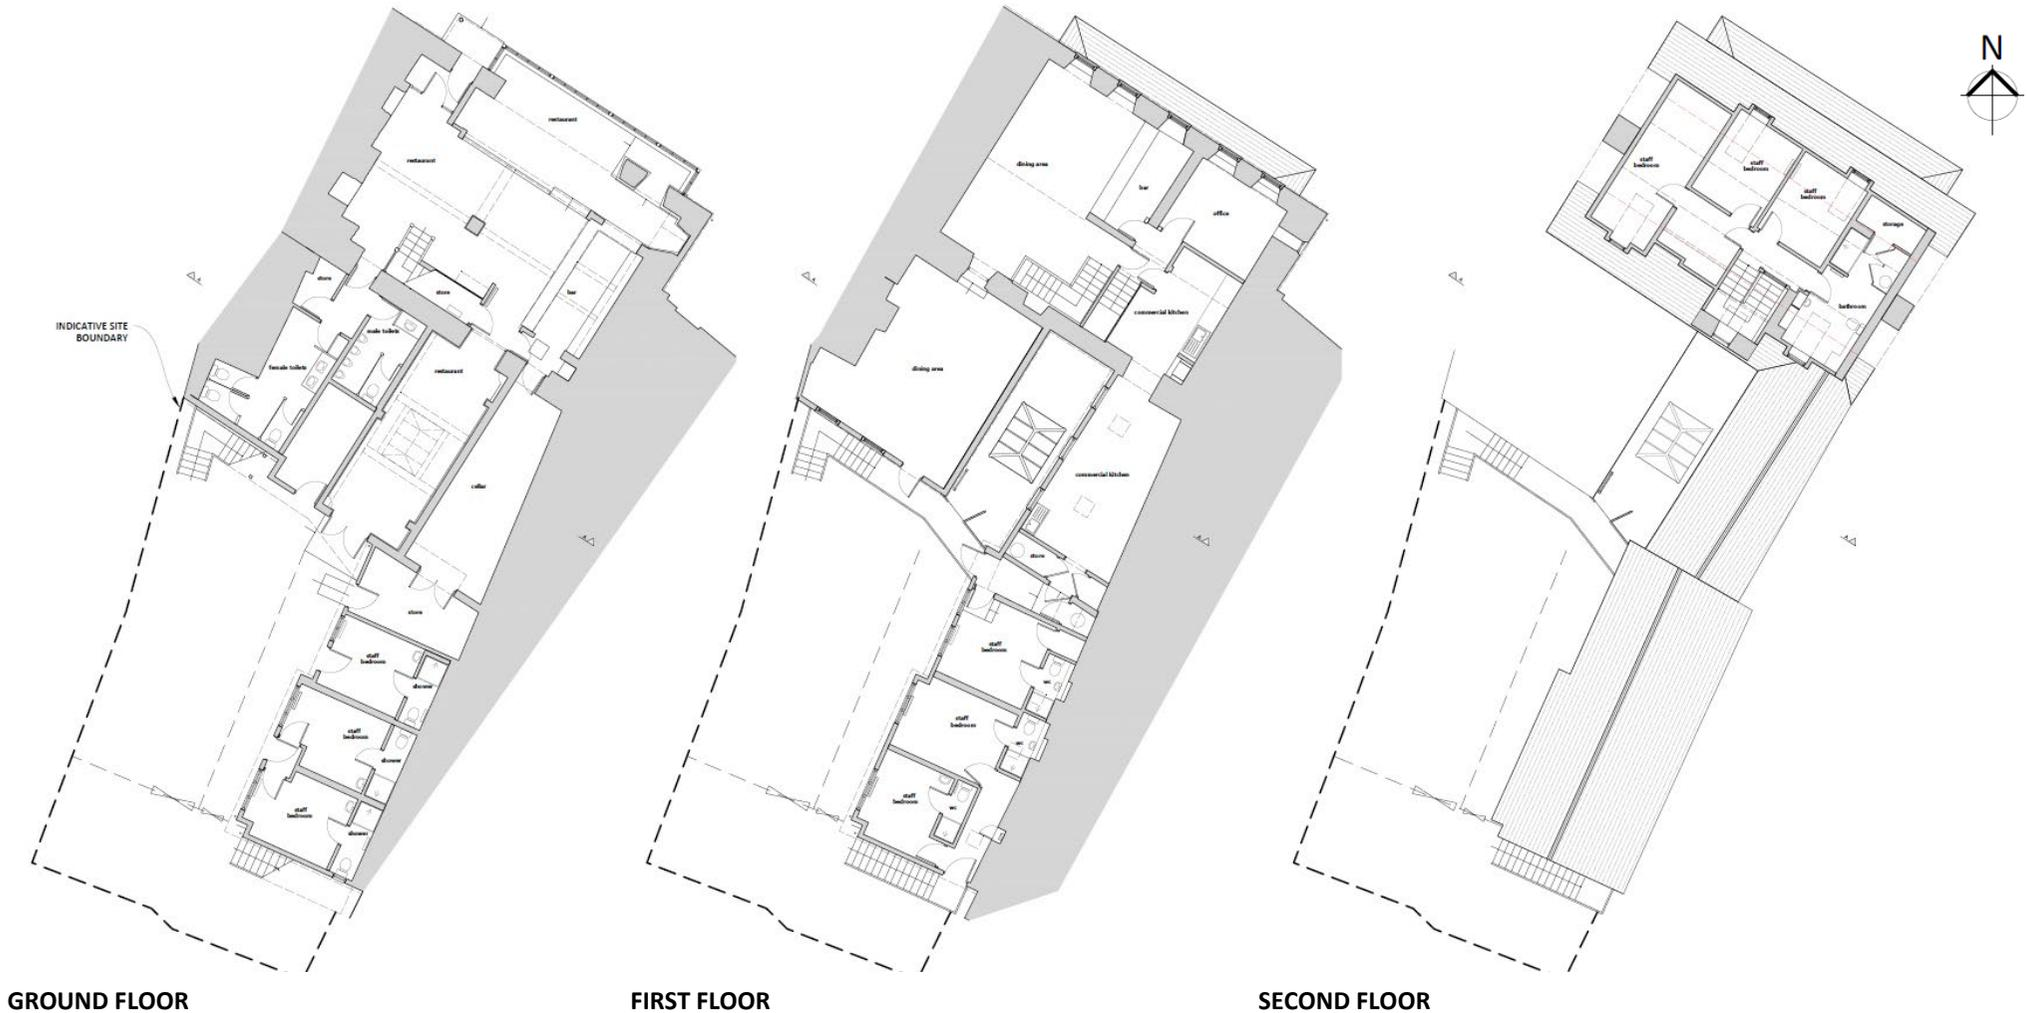 N
restaurant
restaurant
store
store
bar
male toilets
female toilets
restaurant
INDICATIVE SITE
BOUNDARY
cellar
store
staff
bedroom
shower
staff
bedroom
shower
staff
bedroom
shower
GROUND FLOOR
dining area
bar
office
commercial kitchen
dining area
commercial kitchen
store
staff
bedroom
wc
staff
bedroom
wc
staff
bedroom
wc
FIRST FLOOR
staff
bedroom
staff
bedroom
staff
bedroom
storage
bathroom
SECOND FLOOR